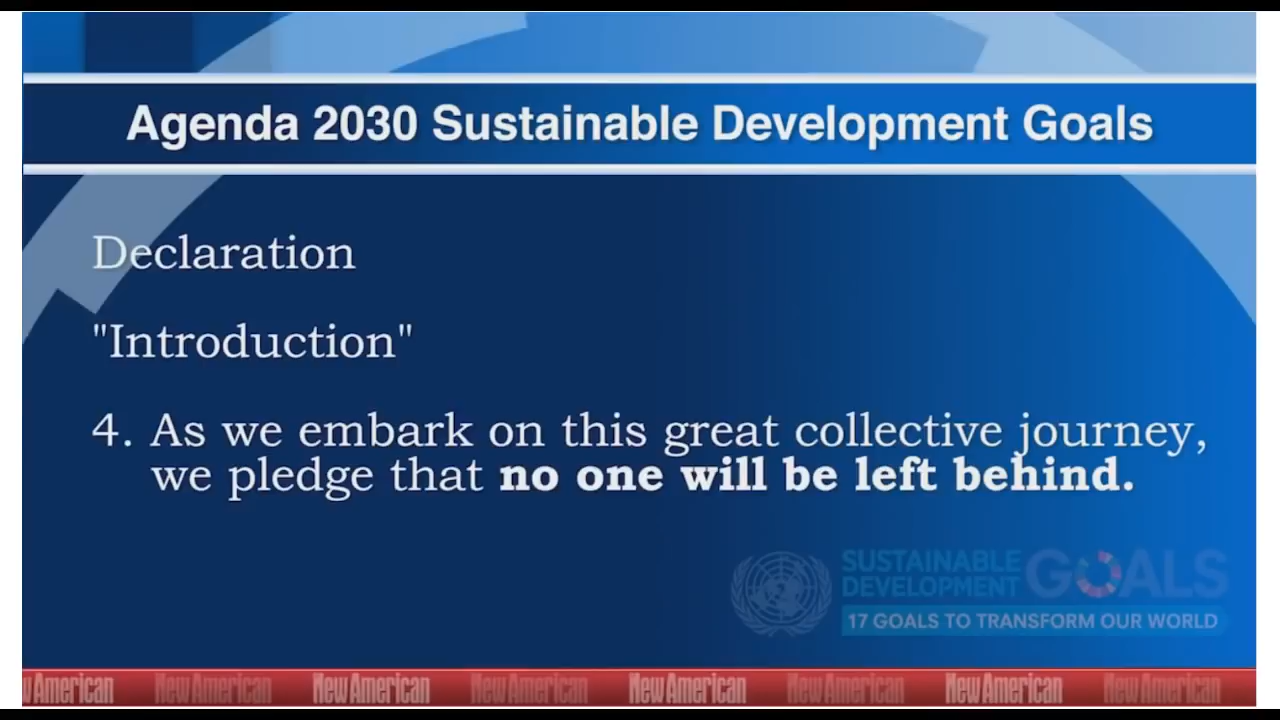 Agenda 2030 Sustainable Development Goals
Declaration
"Introduction"
4. As we embark on this great collective journey,
we pledge that no one will be left behind.
SUSTAINABLE
DEVELOPMENT
GOALS
17 GOALS TO TRANSFORM OUR WORLD
w American New American New American New American New American New American New American New American